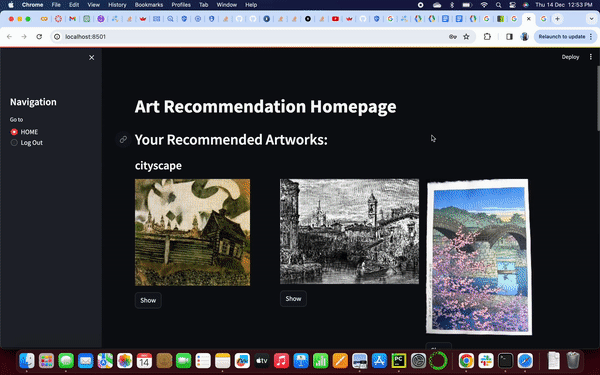 Chrome File Edit View History Bookmarks Profiles Tab Window Help
Thu 14 Dec 12:53 PM
localhost:8501
Relaunch to update
Deploy
Navigation
Go to
HOME
Log Out
Art Recommendation Homepage
Your Recommended Artworks:
cityscape
Show
Show